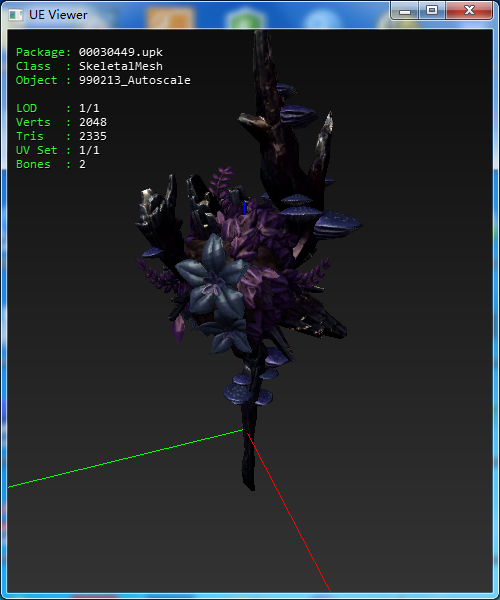 UE Viewer
Package: 00030449.upk
Class : SkeletalMesh
Object : 990213_Autoscale
LOD : 1/1
Verts : 2048
Tris : 2335
UV Set : 1/1
Bones : 2